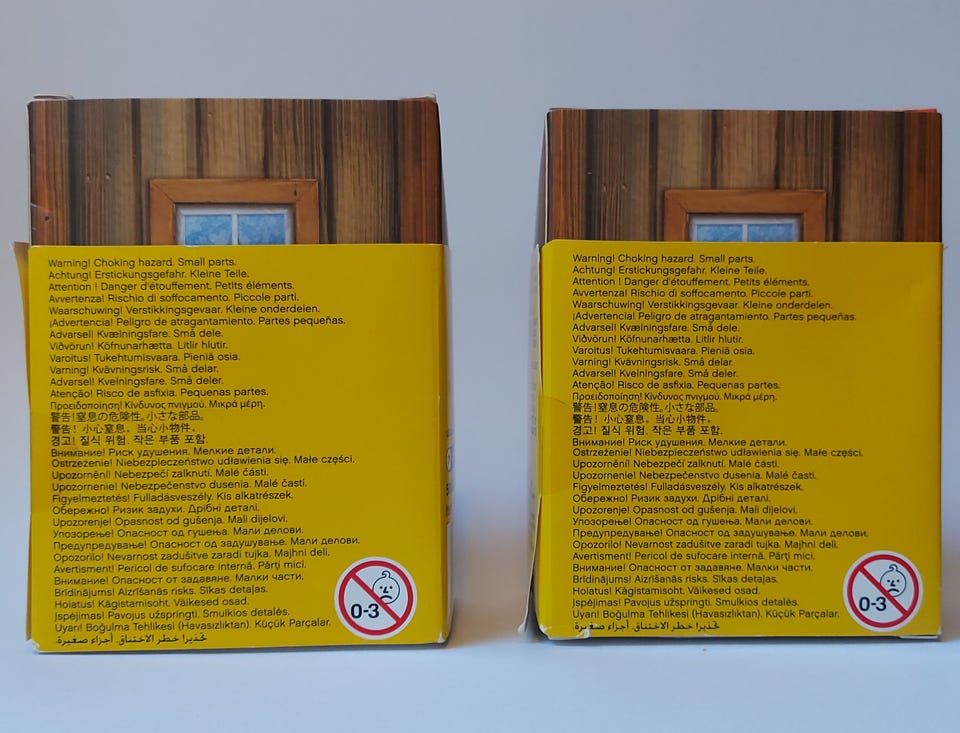 Warning! Choking hazard. Small parts.
Achtung! Erstickungsgefahr. Kleine Teile.
Attention ! Danger d'étouffement. Petits éléments.
Avvertenza! Rischio di soffocamento. Piccole parti.
Waarschuwing! Verstikkingsgevaar. Kleine onderdelen.
¡Advertencia! Peligro de atragantamiento. Partes pequeñas.
Advarsel! Kvælningsfare. Små dele.
Viðvörun! Köfnunarhætta. Litlir hlutir.
Varoitus! Tukehtumisvaara. Pieniä osia.
Varning! Kvävningsrisk. Små delar.
Advarsel! Kvelningsfare. Små deler.
Atenção! Risco de asfixia. Pequenas partes.
Προειδοποίηση! Κίνδυνος πνιγμού. Μικρά μέρη.
警告!窒息の危険性。小さな部品。
警告！小心窒息。当心小物件。
경고! 질식 위험. 작은 부품 포함.
Внимание! Риск удушения. Мелкие детали.
Ostrzeżenie! Niebezpieczeństwo udławienia się. Małe części.
Upozornění! Nebezpečí zalknutí. Malé části.
Upozornenie! Nebezpečenstvo dusenia. Malé časti.
Figyelmeztetés! Fulladásveszély. Kis alkatrészek.
Обережно! Ризик задухи. Дрібні деталі.
Upozorenje! Opasnost od gušenja. Mali dijelovi.
Упозорење! Опасност од гушења. Мали делови.
Предупредување! Опасност од задушување. Мали делови.
Opozorilo! Nevarnost zadušitve zaradi tujka. Majhni deli.
Avertisment! Pericol de sufocare internă. Părţi mici.
Внимание! Опасност от задавяне. Малки части.
Brīdinājums! Aizrīšanās risks. Sīkas detaļas.
Hoiatus! Kägistamisoht. Väikesed osad.
Įspėjimas! Pavojus užspringti. Smulkios detalės.
Uyarı! Boğulma Tehlikesi (Havasızlıktan). Küçük Parçalar.
تحذير! خطر الاختناق. أجزاء صغيرة.
0-3
Warning! Choking hazard. Small parts.
Achtung! Erstickungsgefahr. Kleine Teile.
Attention ! Danger d'étouffement. Petits éléments.
Avvertenza! Rischio di soffocamento. Piccole parti.
Waarschuwing! Verstikkingsgevaar. Kleine onderdelen.
¡Advertencia! Peligro de atragantamiento. Partes pequeñas.
Advarsel! Kvælningsfare. Små dele.
Viðvörun! Köfnunarhætta. Litlir hlutir.
Varoitus! Tukehtumisvaara. Pieniä osia.
Varning! Kvävningsrisk. Små delar.
Advarsel! Kvelningsfare. Små deler.
Atenção! Risco de asfixia. Pequenas partes.
Προειδοποίηση! Κίνδυνος πνιγμού. Μικρά μέρη.
警告!窒息の危険性。小さな部品。
警告！小心窒息。当心小物件。
경고! 질식 위험. 작은 부품 포함.
Внимание! Риск удушения. Мелкие детали.
Ostrzeżenie! Niebezpieczeństwo udławienia się. Małe części.
Upozornění! Nebezpečí zalknutí. Malé části.
Upozornenie! Nebezpečenstvo dusenia. Malé časti.
Figyelmeztetés! Fulladásveszély. Kis alkatrészek.
Обережно! Ризик задухи. Дрібні деталі.
Upozorenje! Opasnost od gušenja. Mali dijelovi.
Упозорење! Опасност од гушења. Мали делови.
Предупредување! Опасност од задушување. Мали делови.
Opozorilo! Nevarnost zadušitve zaradi tujka. Majhni deli.
Avertisment! Pericol de sufocare internă. Părţi mici.
Внимание! Опасност от задавяне. Малки части.
Brīdinājums! Aizrīšanās risks. Sīkas detaļas.
Hoiatus! Kägistamisoht. Väikesed osad.
Įspėjimas! Pavojus užspringti. Smulkios detalės.
Uyarı! Boğulma Tehlikesi (Havasızlıktan). Küçük Parçalar.
تحذير! خطر الاختناق. أجزاء صغيرة.
0-3